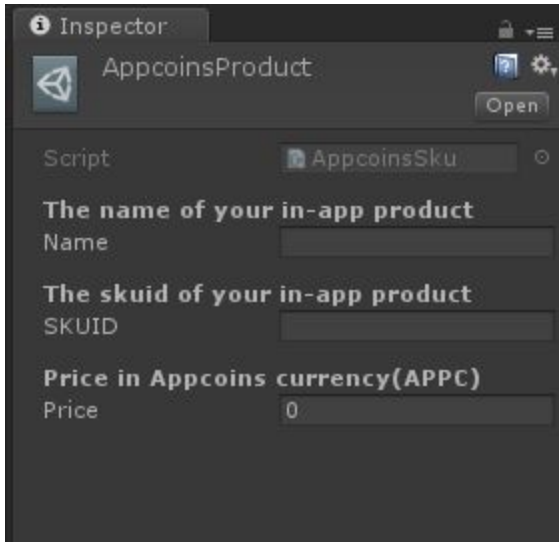 Inspector
AppcoinsProduct
Open
Script AppcoinsSku
The name of your in-app product
Name
The skuid of your in-app product
SKUID
Price in Appcoins currency(APPC)
Price 0